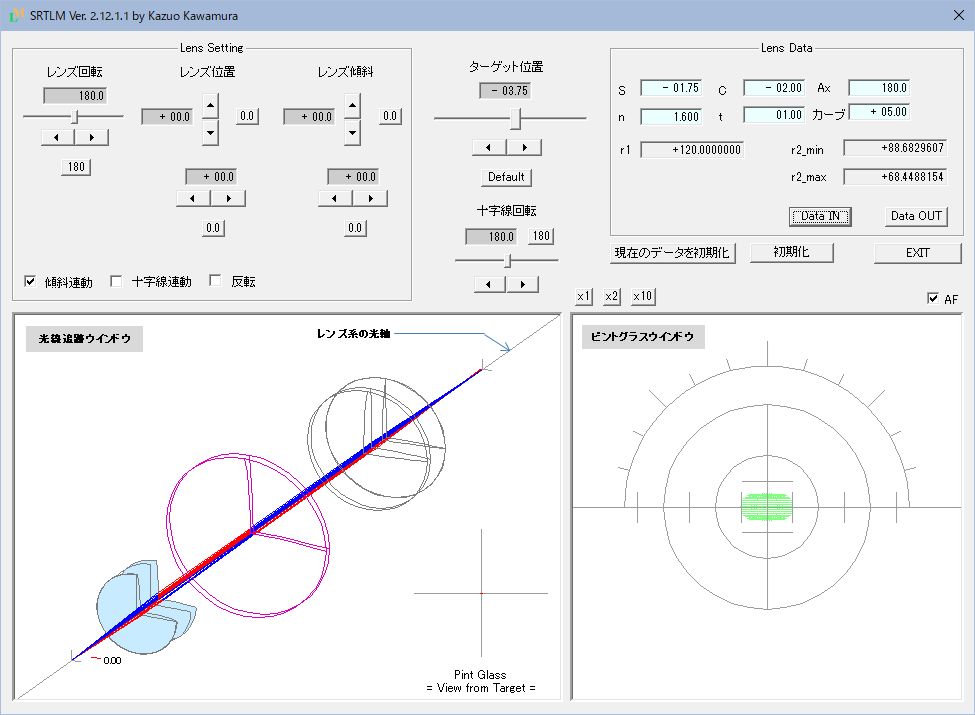 SRTLM Ver. 2.12.1.1 by Kazuo Kawamura
Lens Setting
レンズ回転
レンズ位置
レンズ傾斜
180.0
+ 00.0
0.0
+ 00.0
0.0
180
+ 00.0
+ 00.0
0.0
0.0
傾斜連動
十字線連動
反転
ターゲット位置
- 03.75
Default
十字線回転
180.0
180
Lens Data
S
- 01.75
C
- 02.00
Ax
180.0
n
1.600
t
01.00
カーブ
+ 05.00
r1
+120.0000000
r2_min
+88.6829607
r2_max
+68.4488154
Data IN
Data OUT
現在のデータを初期化
初期化
EXIT
x1
x2
x10
AF
光線追跡ウインドウ
レンズ系の光軸
0.00
Pint Glass
= View from Target =
ピントグラスウインドウ